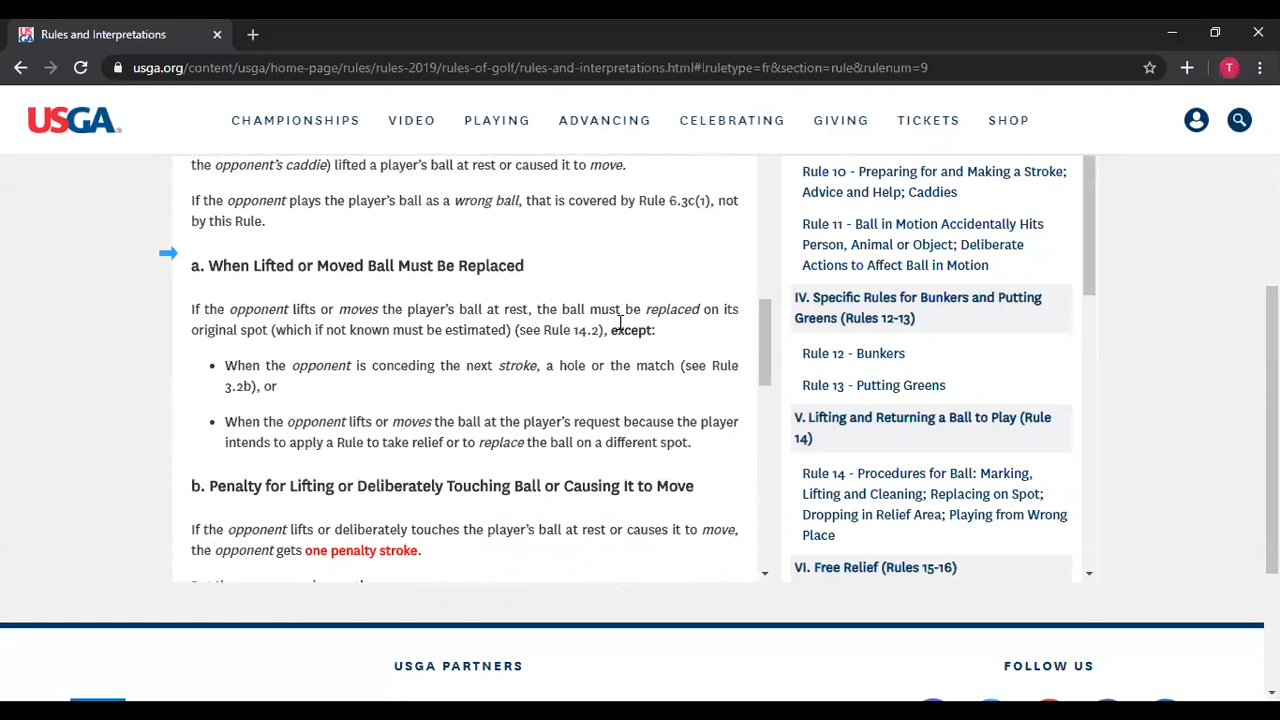 Rules and Interpretations
usga.org/content/usga/home-page/rules/rules-2019/rules-of-golf/rules-and-interpretations.html#!ruletype=fr&section=rule&rulenum=9
T
USGA
CHAMPIONSHIPS VIDEO PLAYING ADVANCING CELEBRATING GIVING TICKETS SHOP
the opponent's caddie) lifted a player's ball at rest or caused it to move.
If the opponent plays the player's ball as a wrong ball, that is covered by Rule 6.3c(1), not
by this Rule.
a. When Lifted or Moved Ball Must Be Replaced
If the opponent lifts or moves the player's ball at rest, the ball must be replaced on its
original spot (which if not known must be estimated) (see Rule 14.2), except:
• When the opponent is conceding the next stroke, a hole or the match (see Rule
3.2b), or
• When the opponent lifts or moves the ball at the player's request because the player
intends to apply a Rule to take relief or to replace the ball on a different spot.
b. Penalty for Lifting or Deliberately Touching Ball or Causing It to Move
If the opponent lifts or deliberately touches the player's ball at rest or causes it to move,
the opponent gets one penalty stroke.
Rule 10 - Preparing for and Making a Stroke;
Advice and Help; Caddies
Rule 11 - Ball in Motion Accidentally Hits
Person, Animal or Object; Deliberate
Actions to Affect Ball in Motion
IV. Specific Rules for Bunkers and Putting
Greens (Rules 12-13)
Rule 12 - Bunkers
Rule 13 - Putting Greens
V. Lifting and Returning a Ball to Play (Rule
14)
Rule 14 - Procedures for Ball: Marking,
Lifting and Cleaning; Replacing on Spot;
Dropping in Relief Area; Playing from Wrong
Place
VI. Free Relief (Rules 15-16)
USGA PARTNERS
FOLLOW US